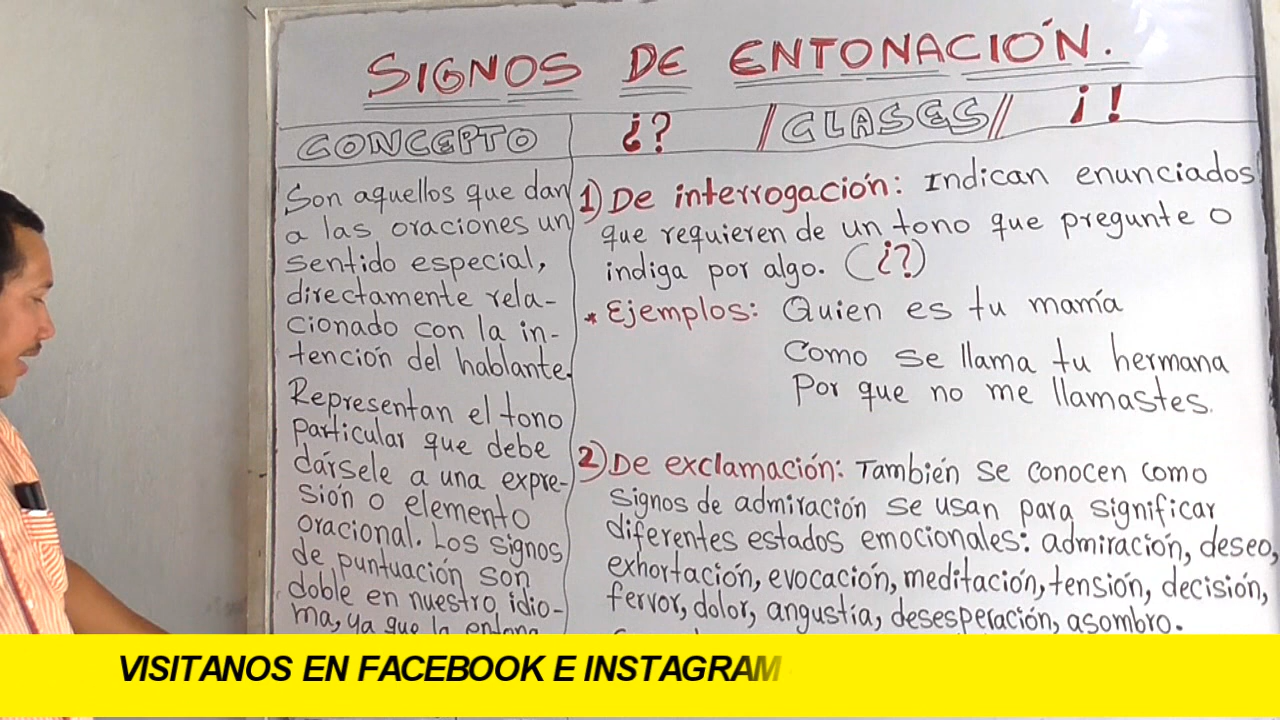 SIGNOS DE ENTONACIÓN.
CONCEPTO
¿? //CLASES// ¡!
Son aquellos que dan
a las oraciones un
sentido especial,
directamente rela-
cionado con la in-
tención del hablante.
Representan el tono
particular que debe
dársele a una expre-
sión o elemento
oracional. Los signos
de puntuación son
doble en nuestro idio-
ma, ya que la entona
1) De interrogación: Indican enunciados
que requieren de un tono que pregunte o
indiga por algo. (¿?)
* Ejemplos: Quien es tu mamá
Como se llama tu hermana
Por que no me llamastes.
2) De exclamación: También se conocen como
signos de admiración se usan para significar
diferentes estados emocionales: admiración, deseo,
exhortación, evocación, meditación, tensión, decisión,
fervor, dolor, angustia, desesperación, asombro.
VISITANOS EN FACEBOOK E INSTAGRAM